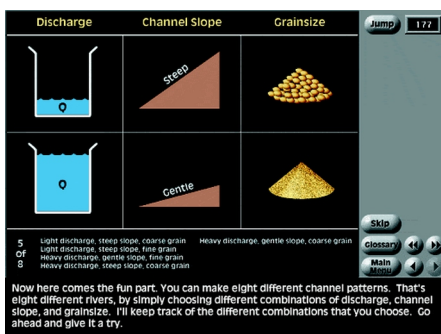 Discharge Channel Slope Grainsize Jump 177
Q Steep
Q Gentle
Skip
Glossary
Main
Menu
5
of
8
Light discharge, steep slope, coarse grain Heavy discharge, gentle slope, coarse grain
Light discharge, steep slope, fine grain
Heavy discharge, gentle slope, fine grain
Heavy discharge, steep slope, coarse grain
Now here comes the fun part. You can make eight different channel patterns. That's
eight different rivers, by simply choosing different combinations of discharge, channel
slope, and grainsize. I'll keep track of the different combinations that you choose. Go
ahead and give it a try.